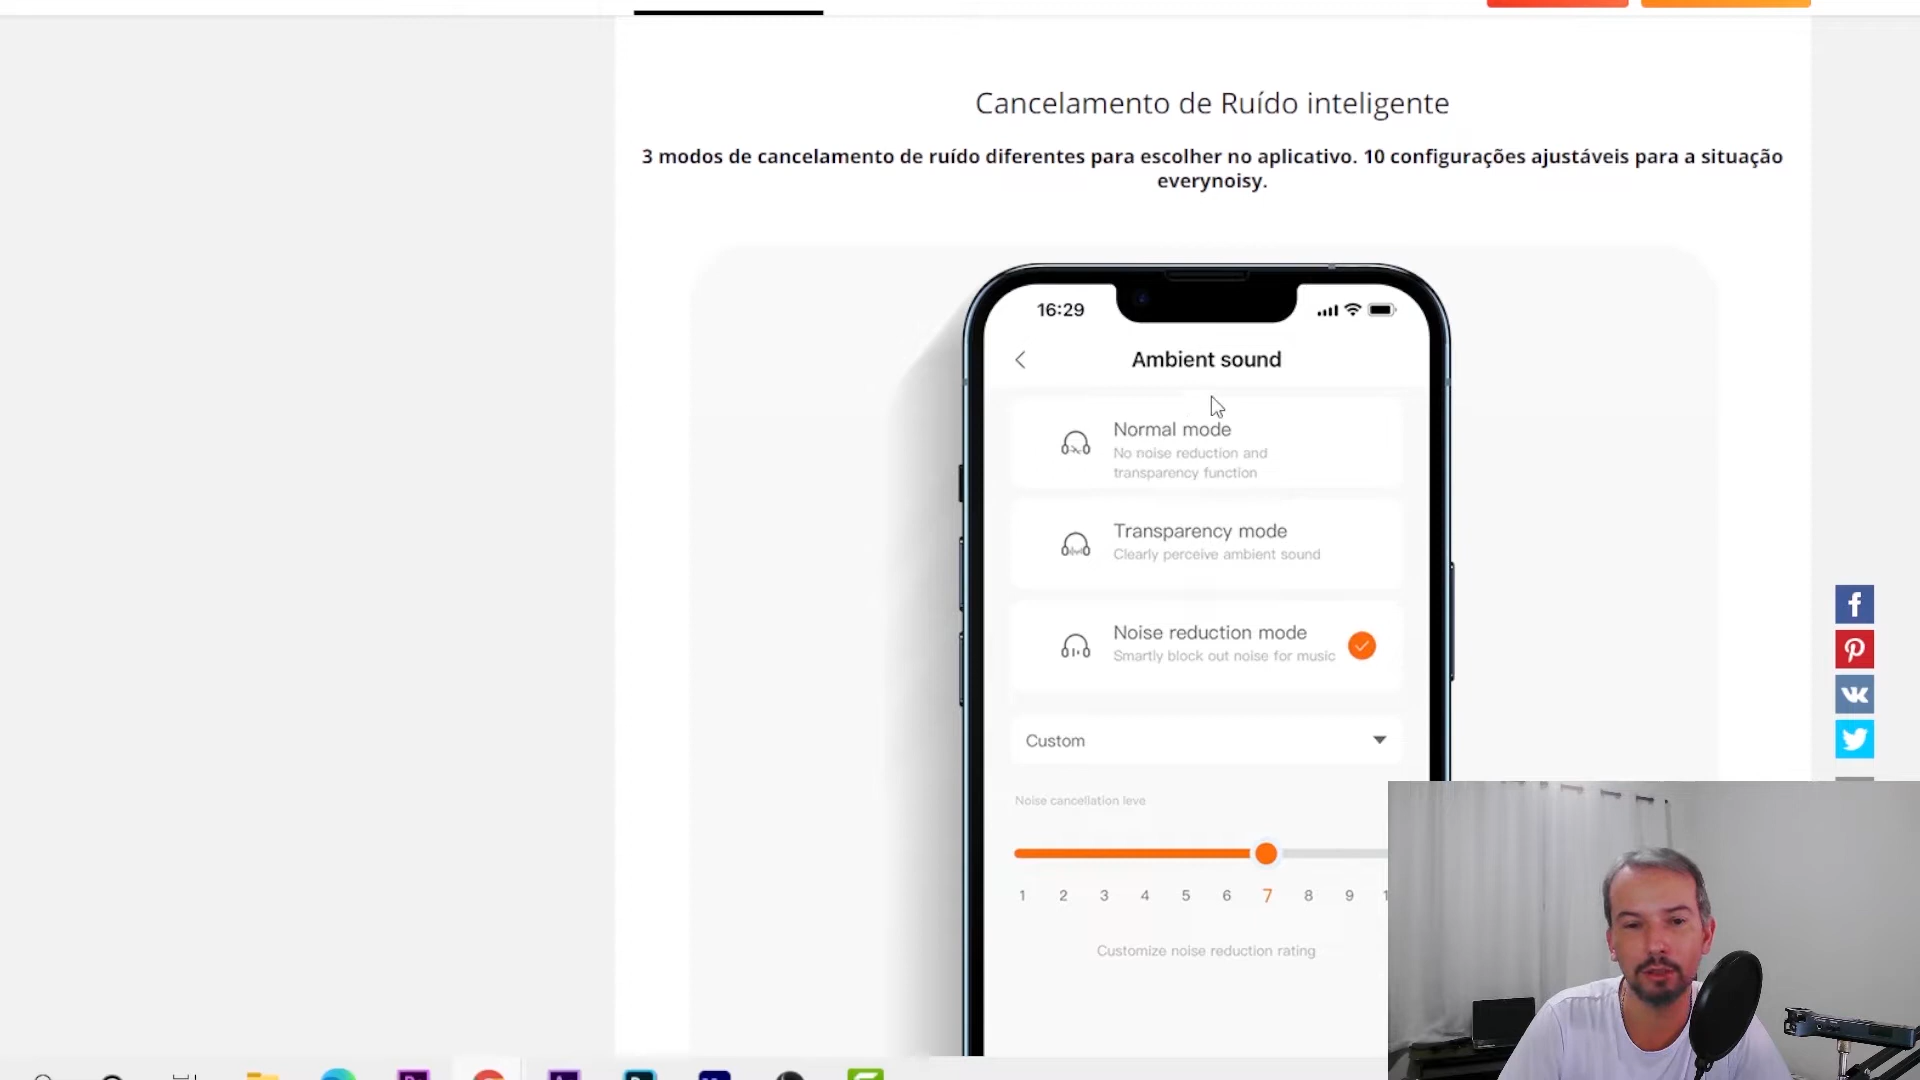 Cancelamento de Ruído inteligente
3 modos de cancelamento de ruído diferentes para escolher no aplicativo. 10 configurações ajustáveis para a situação
everynoisy.
16:29
Ambient sound
Normal mode
No noise reduction and
transparency function
Transparency mode
Clearly perceive ambient sound
Noise reduction mode
Smartly block out noise for music
Custom
Noise cancellation leve
1 2 3 4 5 6 7 8 9
Customize noise reduction rating